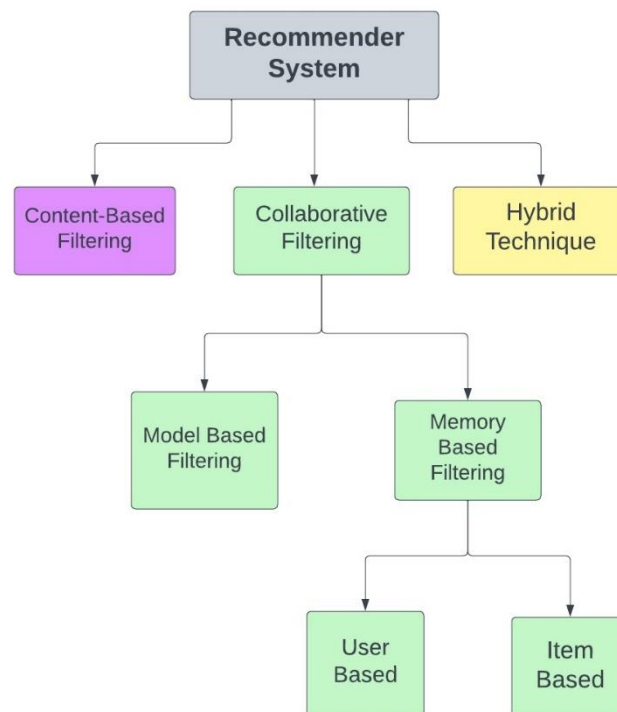 Recommender
System
Content-Based
Filtering
Collaborative
Filtering
Hybrid
Technique
Model Based
Filtering
Memory
Based
Filtering
User
Based
Item
Based